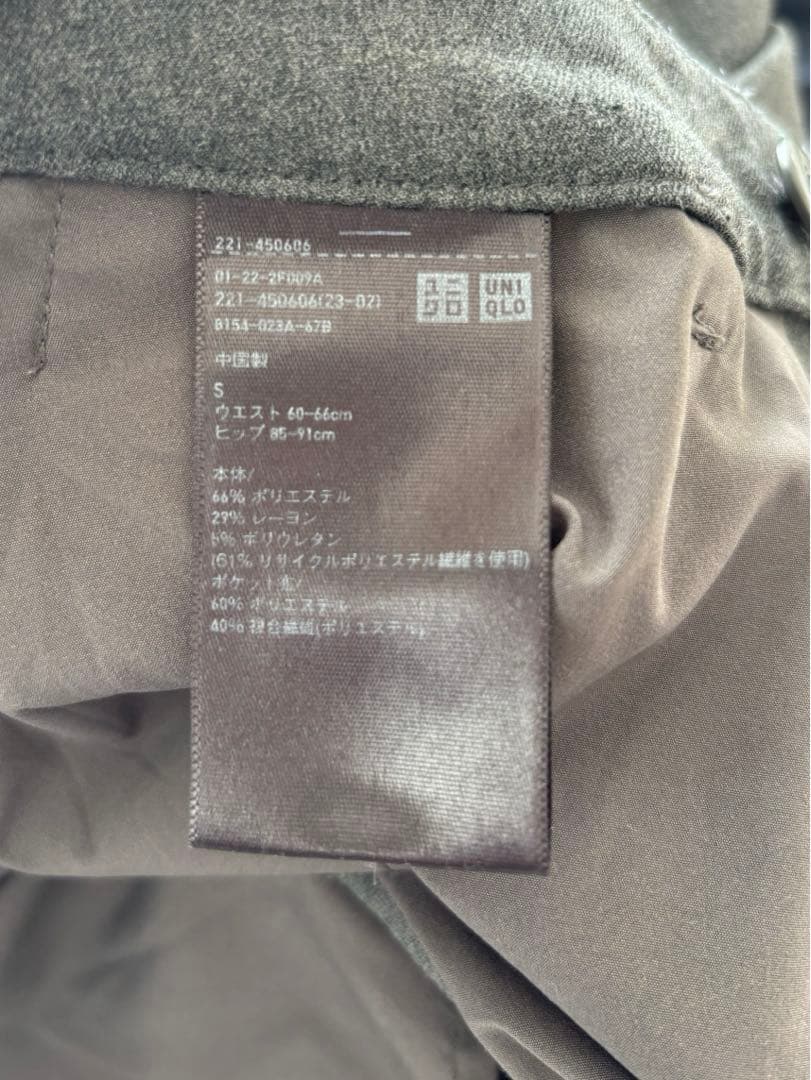 221-450606
01-22-2F009A
221-450606(23-02)
ユニ
クロ
UNI
QLO
8154-023A-67B
中国製
S
ウエスト 60-66cm
ヒップ 85-91cm
本体/
66% ポリエステル
29% レーヨン
5% ポリウレタン
(61% リサイクルポリエステル繊維を使用)
ポケット布/
60% ポリエステル
40% 複合繊維(ポリエステル)